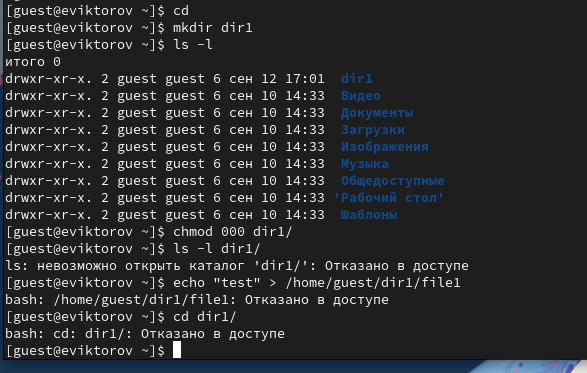 [guest@eviktorov ~]$ cd
[guest@eviktorov ~]$ mkdir dir1
[guest@eviktorov ~]$ ls -l
итого 0
drwxr-xr-x. 2 guest guest 6 сен 12 17:01  dir1
drwxr-xr-x. 2 guest guest 6 сен 10 14:33  Видео
drwxr-xr-x. 2 guest guest 6 сен 10 14:33  Документы
drwxr-xr-x. 2 guest guest 6 сен 10 14:33  Загрузки
drwxr-xr-x. 2 guest guest 6 сен 10 14:33  Изображения
drwxr-xr-x. 2 guest guest 6 сен 10 14:33  Музыка
drwxr-xr-x. 2 guest guest 6 сен 10 14:33  Общедоступные
drwxr-xr-x. 2 guest guest 6 сен 10 14:33 'Рабочий стол'
drwxr-xr-x. 2 guest guest 6 сен 10 14:33  Шаблоны
[guest@eviktorov ~]$ chmod 000 dir1/
[guest@eviktorov ~]$ ls -l dir1/
ls: невозможно открыть каталог 'dir1/': Отказано в доступе
[guest@eviktorov ~]$ echo "test" > /home/guest/dir1/file1
bash: /home/guest/dir1/file1: Отказано в доступе
[guest@eviktorov ~]$ cd dir1/
bash: cd: dir1/: Отказано в доступе
[guest@eviktorov ~]$